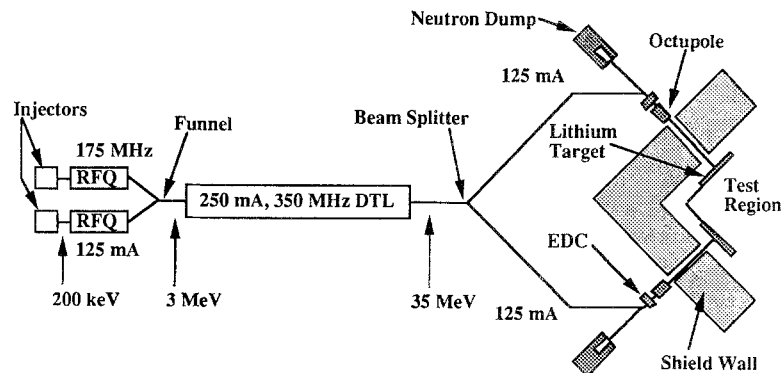 Neutron Dump
Octupole
125 mA
Injectors
Funnel
Beam Splitter
175 MHz
Lithium
Target
RFQ
250 mA, 350 MHz DTL
Test
Region
RFQ
125 mA
EDC
200 keV
3 MeV
35 MeV
125 mA
Shield Wall